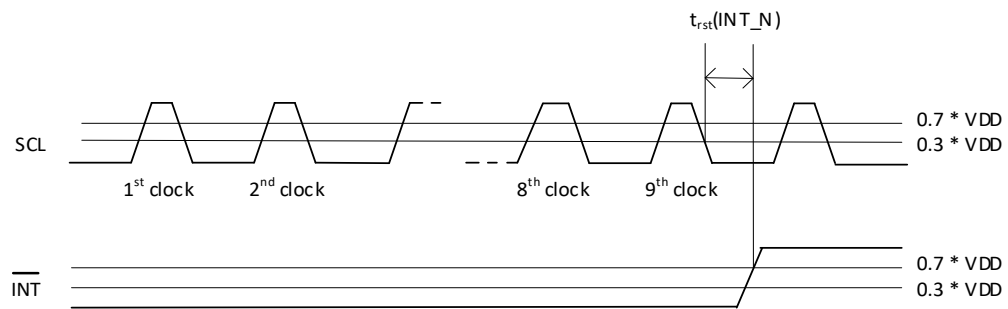 t_rst(INT_N)
0.7 * VDD
SCL
0.3 * VDD
1st clock
2nd clock
8th clock
9th clock
0.7 * VDD
INT
0.3 * VDD